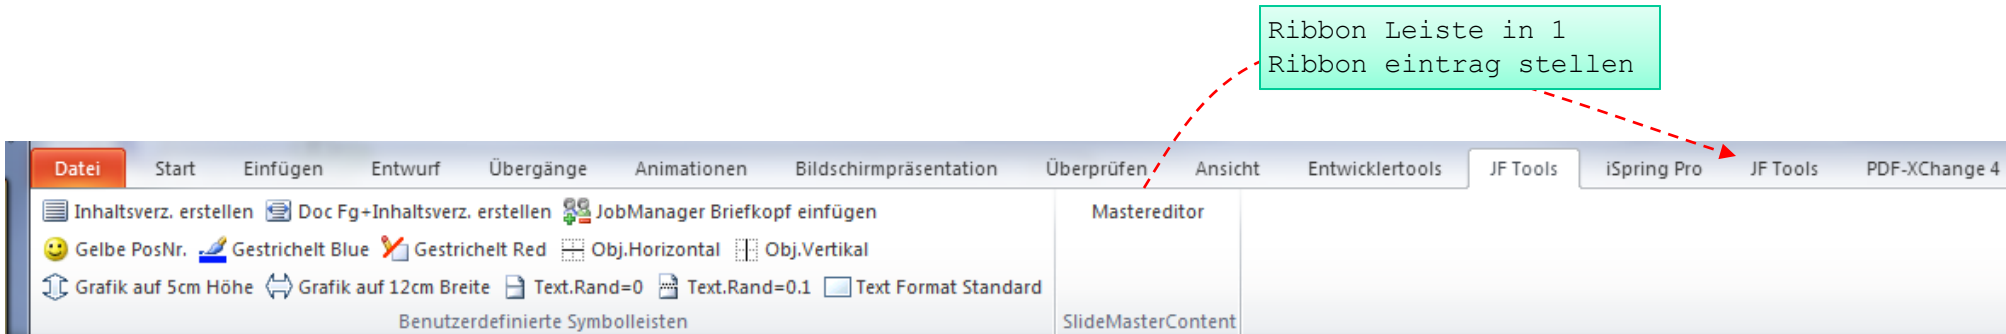 Ribbon Leiste in 1
Ribbon eintrag stellen
Datei Start Einfügen Entwurf Übergänge Animationen Bildschirmpräsentation Überprüfen Ansicht Entwicklertools JF Tools iSpring Pro JF Tools PDF-XChange 4
Inhaltsverz. erstellen Doc Fg+Inhaltsverz. erstellen JobManager Briefkopf einfügen Mastereditor
Gelbe PosNr. Gestrichelt Blue Gestrichelt Red Obj.Horizontal Obj.Vertikal
Grafik auf 5cm Höhe Grafik auf 12cm Breite Text.Rand=0 Text.Rand=0.1 Text Format Standard
Benutzerdefinierte Symbolleisten SlideMasterContent